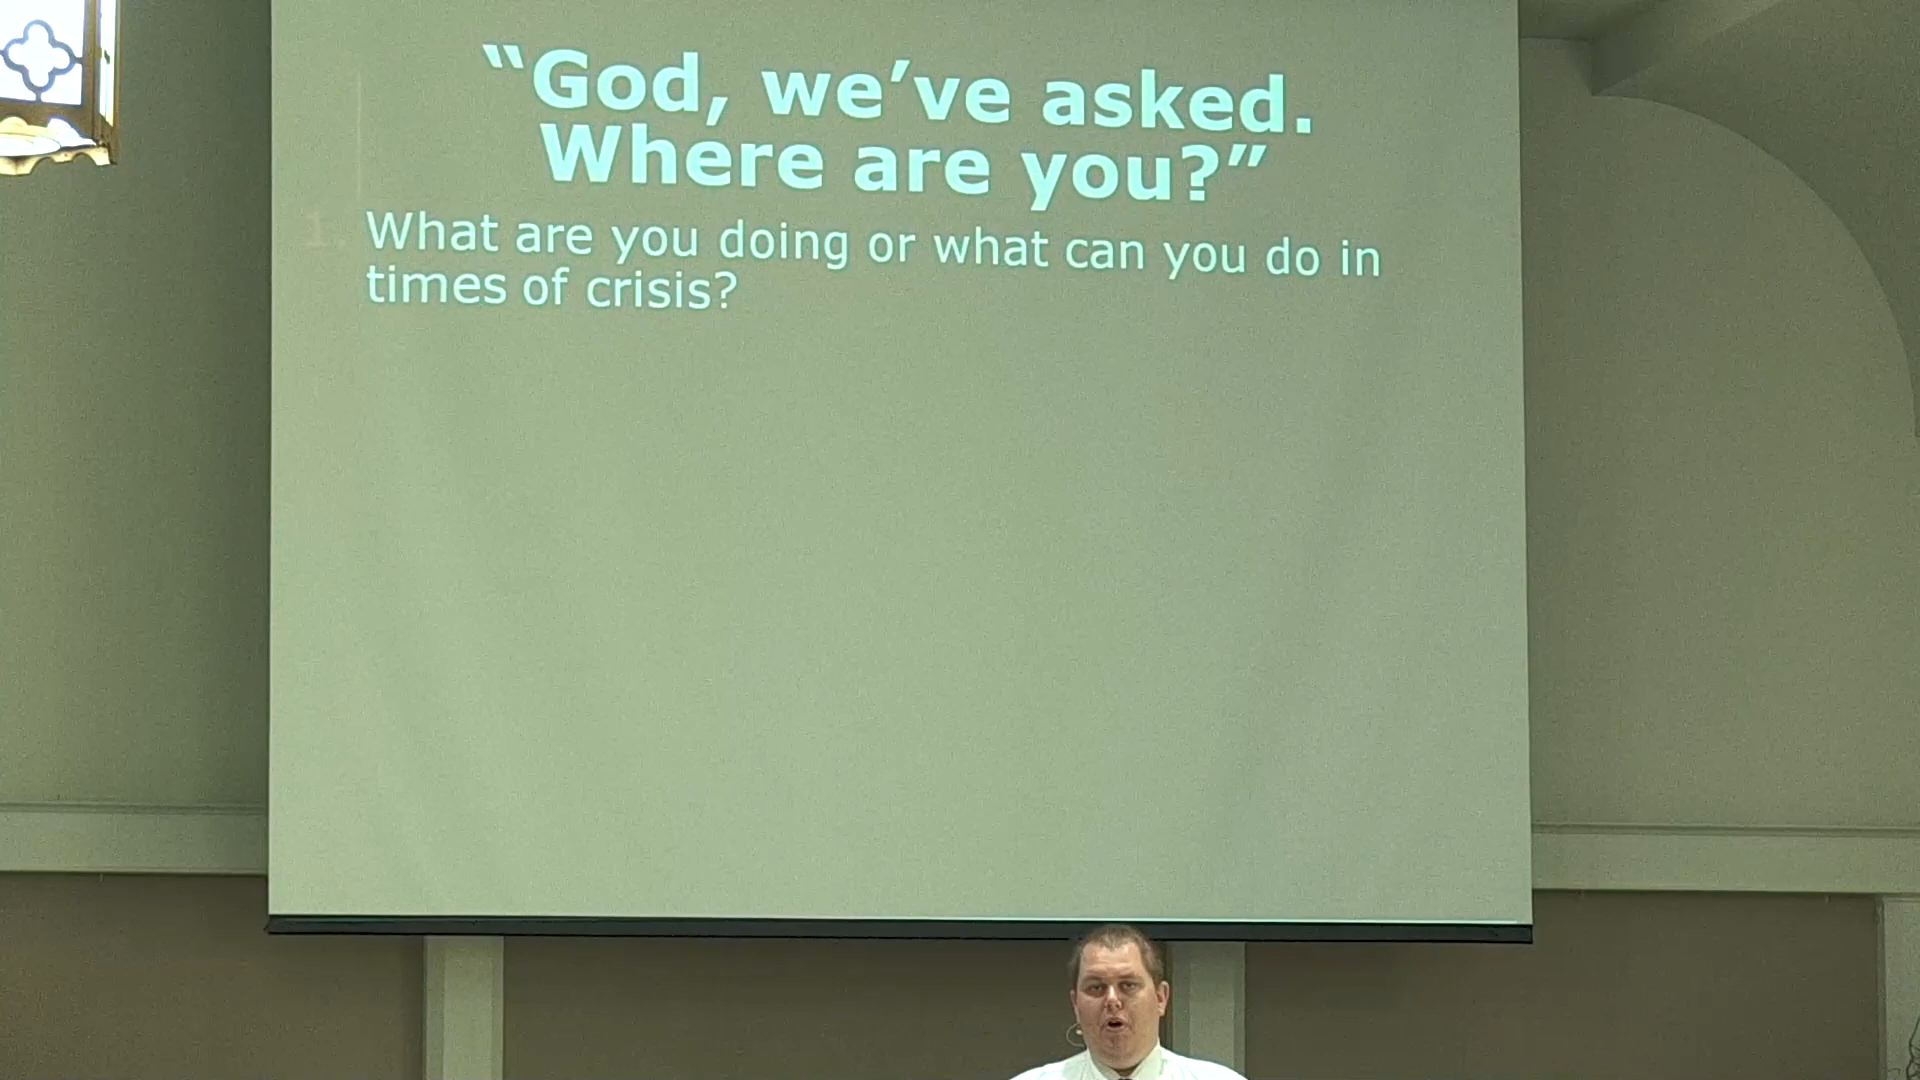 “God, we’ve asked.
Where are you?”
1. What are you doing or what can you do in
times of crisis?